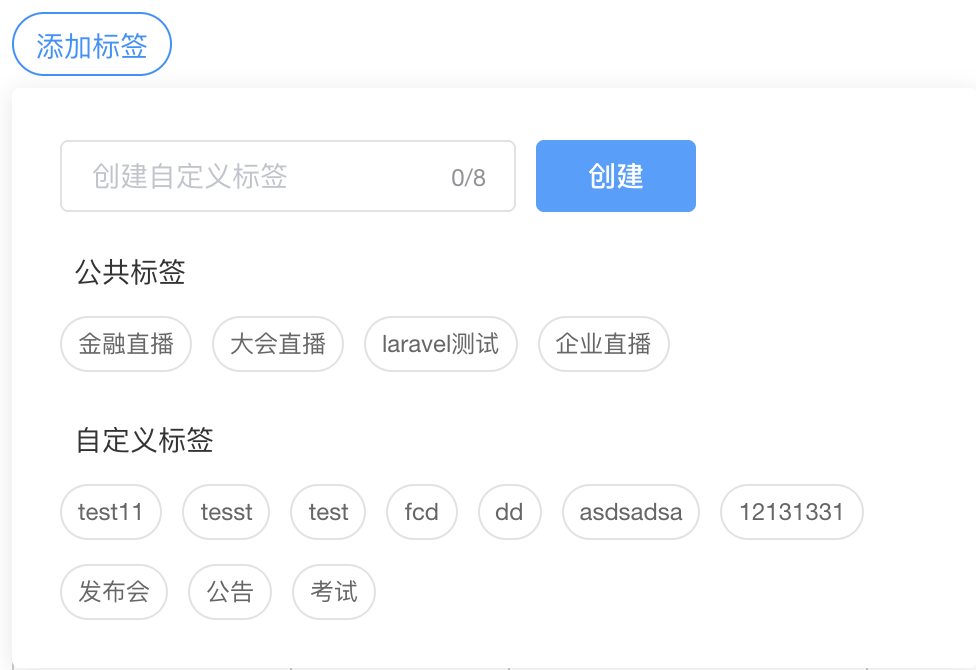 添加标签
创建自定义标签 0/8 创建
公共标签
金融直播 大会直播 laravel测试 企业直播
自定义标签
test11 tesst test fcd dd asdsadsa 12131331
发布会 公告 考试